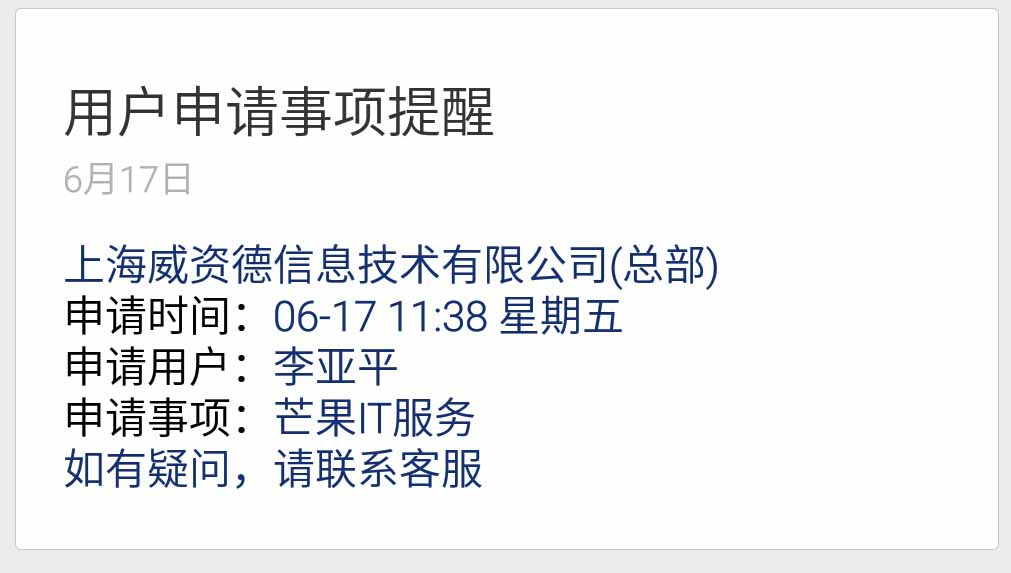 用户申请事项提醒
6月17日
上海威资德信息技术有限公司(总部)
申请时间：06-17 11:38 星期五
申请用户：李亚平
申请事项：芒果IT服务
如有疑问，请联系客服